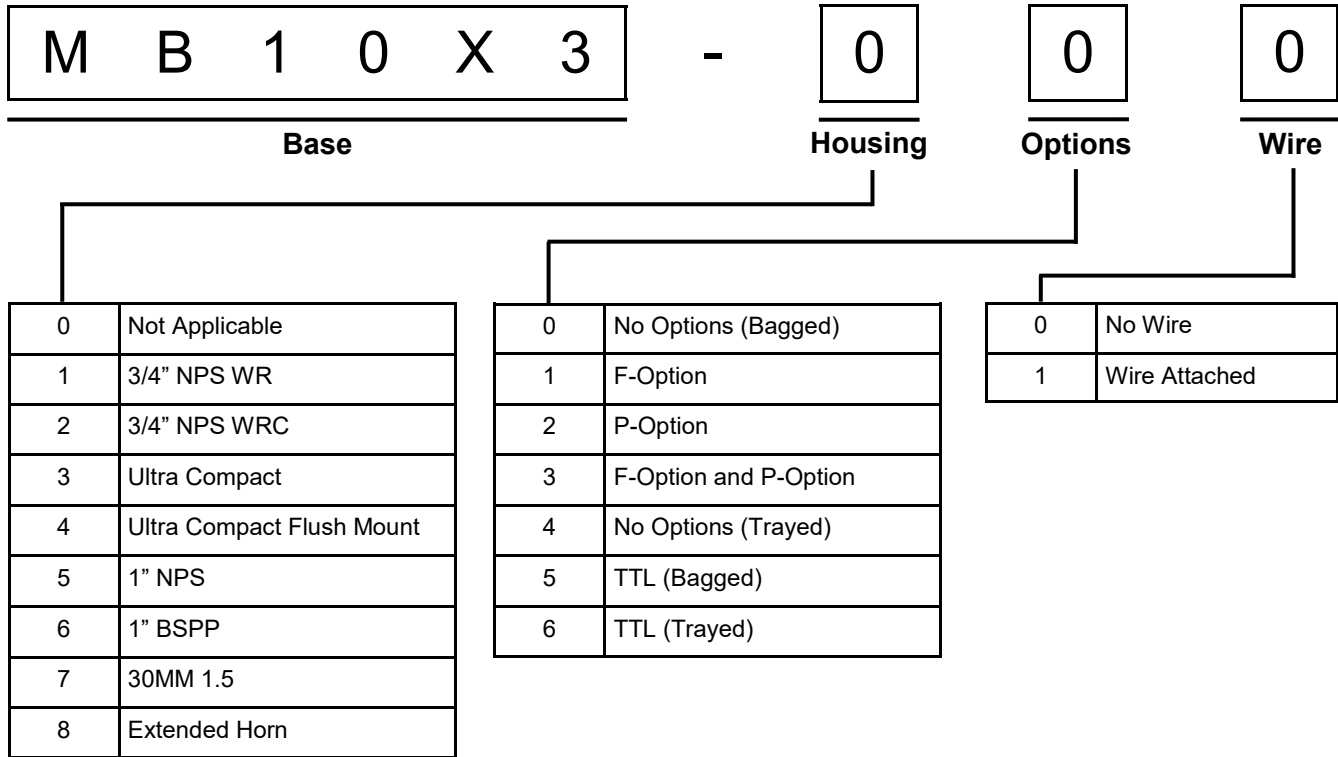 M B 1 0 X 3 - 0 0 0
Base Housing Options Wire
0 Not Applicable
1 3/4” NPS WR
2 3/4” NPS WRC
3 Ultra Compact
4 Ultra Compact Flush Mount
5 1” NPS
6 1” BSPP
7 30MM 1.5
8 Extended Horn
0 No Options (Bagged)
1 F-Option
2 P-Option
3 F-Option and P-Option
4 No Options (Trayed)
5 TTL (Bagged)
6 TTL (Trayed)
0 No Wire
1 Wire Attached